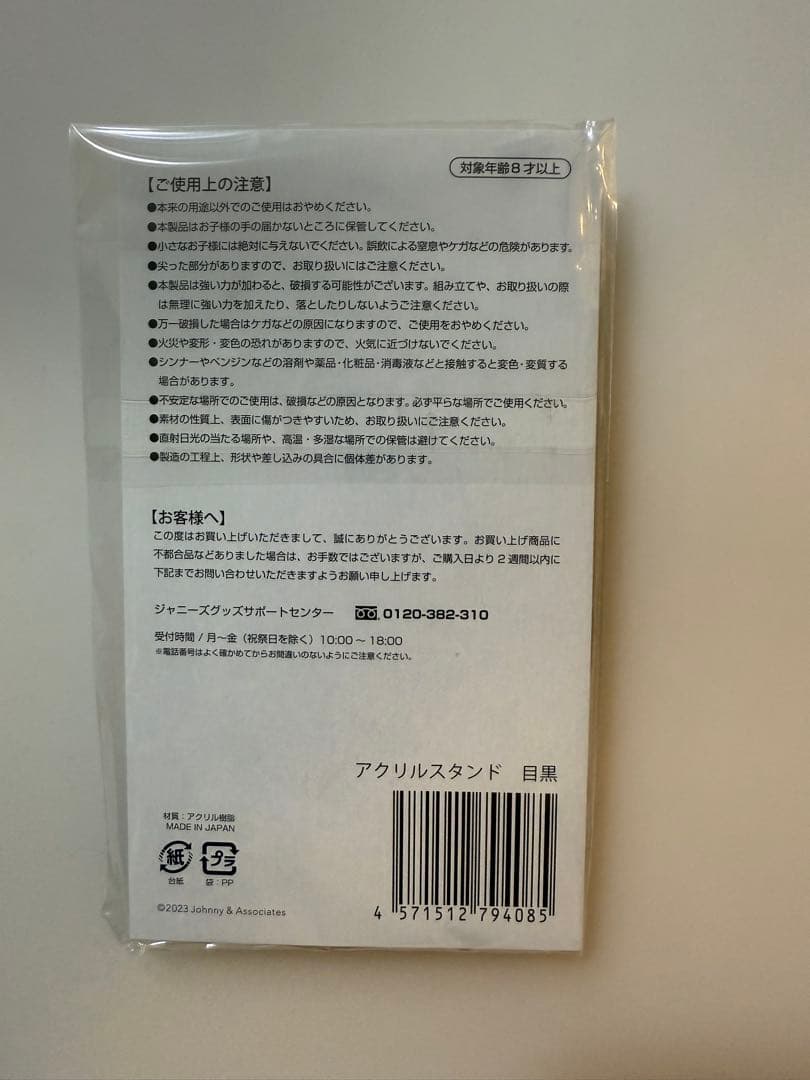 対象年齢8才以上
【ご使用上の注意】
●本来の用途以外でのご使用はおやめください。
●本製品はお子様の手の届かないところに保管してください。
●小さなお子様には絶対に与えないでください。誤飲による窒息やケガなどの危険があります。
●尖った部分がありますので、お取り扱いにはご注意ください。
●本製品は強い力が加わると、破損する可能性がございます。組み立てや、お取り扱いの際
は無理に強い力を加えたり、落としたりしないようご注意ください。
●万一破損した場合はケガなどの原因になりますので、ご使用をおやめください。
●火災や変形・変色の恐れがありますので、火気に近づけないでください。
●シンナーやベンジンなどの溶剤や薬品・化粧品・消毒液などと接触すると変色・変質する
場合があります。
●不安定な場所でのご使用は、破損などの原因となります。必ず平らな場所でご使用ください。
●素材の性質上、表面に傷がつきやすいため、お取り扱いにご注意ください。
●直射日光の当たる場所や、高温・多湿な場所での保管は避けてください。
●製造の工程上、形状や差し込みの具合に個体差があります。
【お客様へ】
この度はお買い上げいただきまして、誠にありがとうございます。お買い上げ商品に
不都合品などありました場合は、お手数ではございますが、ご購入日より2週間以内に
下記までお問い合わせいただきますようお願い申し上げます。
ジャニーズグッズサポートセンター 0120-382-310
受付時間 / 月〜金（祝祭日を除く）10:00〜18:00
※電話番号はよく確かめてからお間違いのないようにご注意ください。
アクリルスタンド 目黒
材質：アクリル樹脂
MADE IN JAPAN
紙 プラ
台紙 袋：PP
©2023 Johnny & Associates
4 571512 794085